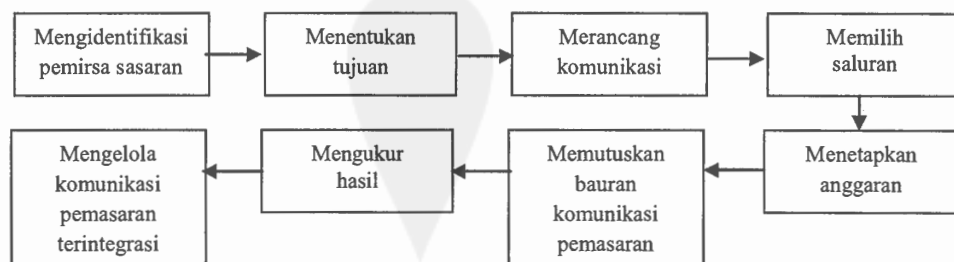 Mengidentifikasi
pemirsa sasaran
Menentukan
tujuan
Merancang
komunikasi
Memilih
saluran
Menetapkan
anggaran
Memutuskan
bauran
komunikasi
pemasaran
Mengukur
hasil
Mengelola
komunikasi
pemasaran
terintegrasi